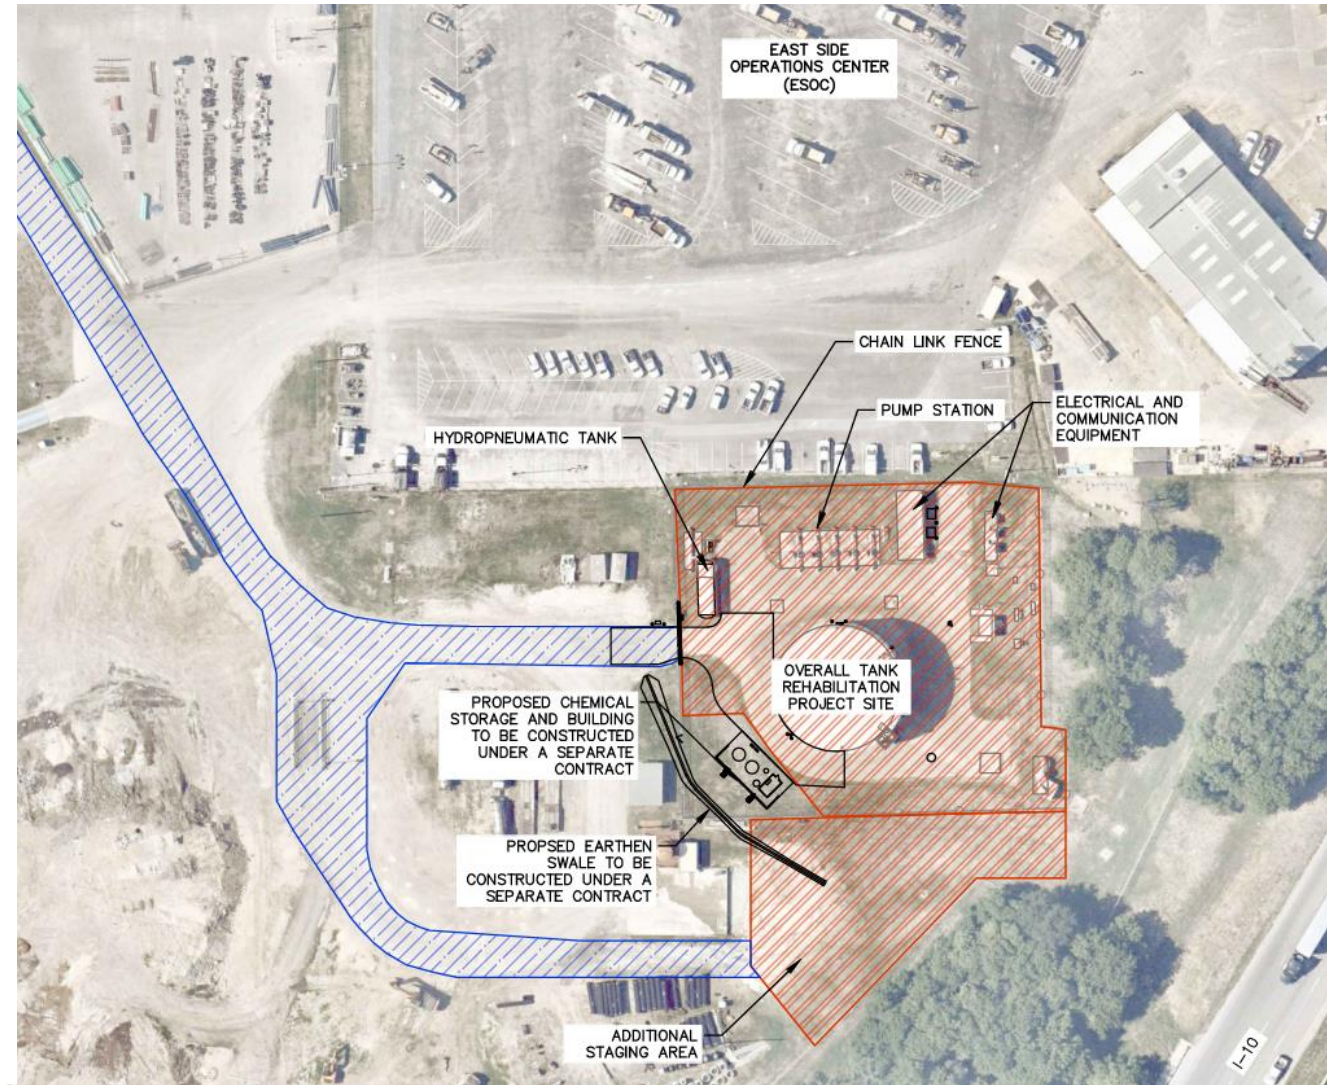 EAST SIDE
OPERATIONS CENTER
(ESOC)
CHAIN LINK FENCE
PUMP STATION
ELECTRICAL AND
COMMUNICATION
EQUIPMENT
HYDROPNEUMATIC TANK
OVERALL TANK
REHABILITATION
PROJECT SITE
PROPOSED CHEMICAL
STORAGE AND BUILDING
TO BE CONSTRUCTED
UNDER A SEPARATE
CONTRACT
PROPSED EARTHEN
SWALE TO BE
CONSTRUCTED UNDER A
SEPARATE CONTRACT
ADDITIONAL
STAGING AREA
I-10